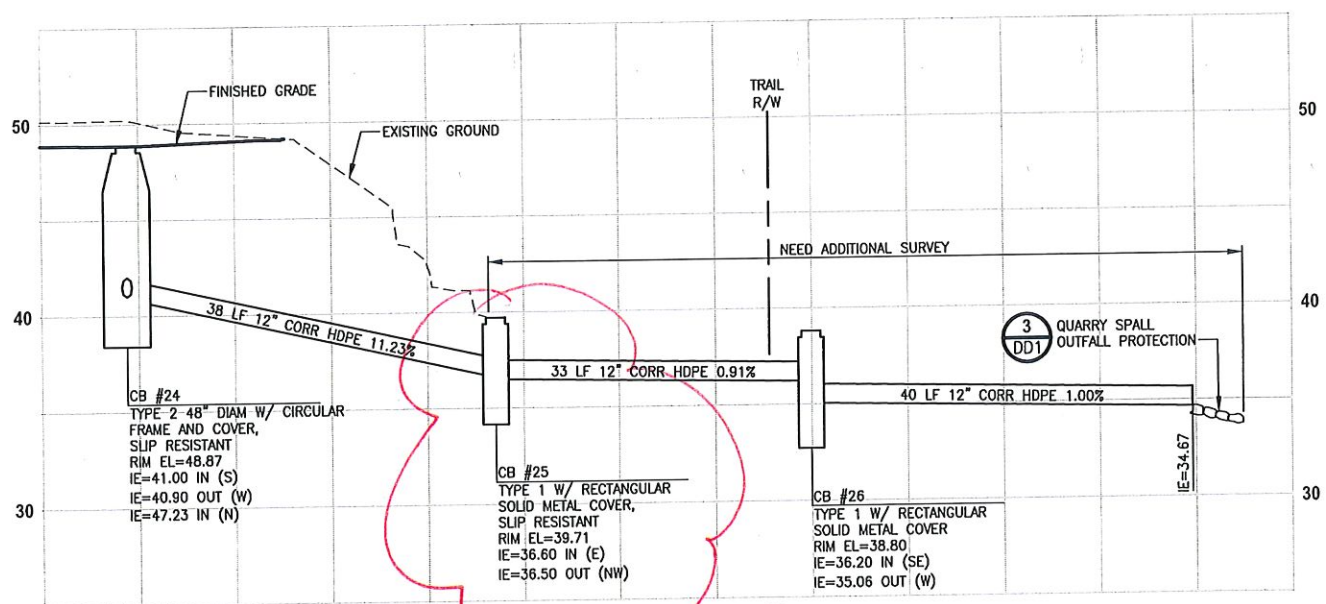 FINISHED GRADE
EXISTING GROUND
TRAIL
R/W
50
50
NEED ADDITIONAL SURVEY
40
40
38 LF 12" CORR HDPE 11.23%
33 LF 12" CORR HDPE 0.91%
40 LF 12" CORR HDPE 1.00%
3
DD1
QUARRY SPALL
OUTFALL PROTECTION
IE=34.67
30
30
CB #24
TYPE 2 48" DIAM W/ CIRCULAR
FRAME AND COVER,
SLIP RESISTANT
RIM EL=48.87
IE=41.00 IN (S)
IE=40.90 OUT (W)
IE=47.23 IN (N)
CB #25
TYPE 1 W/ RECTANGULAR
SOLID METAL COVER,
SLIP RESISTANT
RIM EL=39.71
IE=36.60 IN (E)
IE=36.50 OUT (NW)
CB #26
TYPE 1 W/ RECTANGULAR
SOLID METAL COVER
RIM EL=38.80
IE=36.20 IN (SE)
IE=35.06 OUT (W)